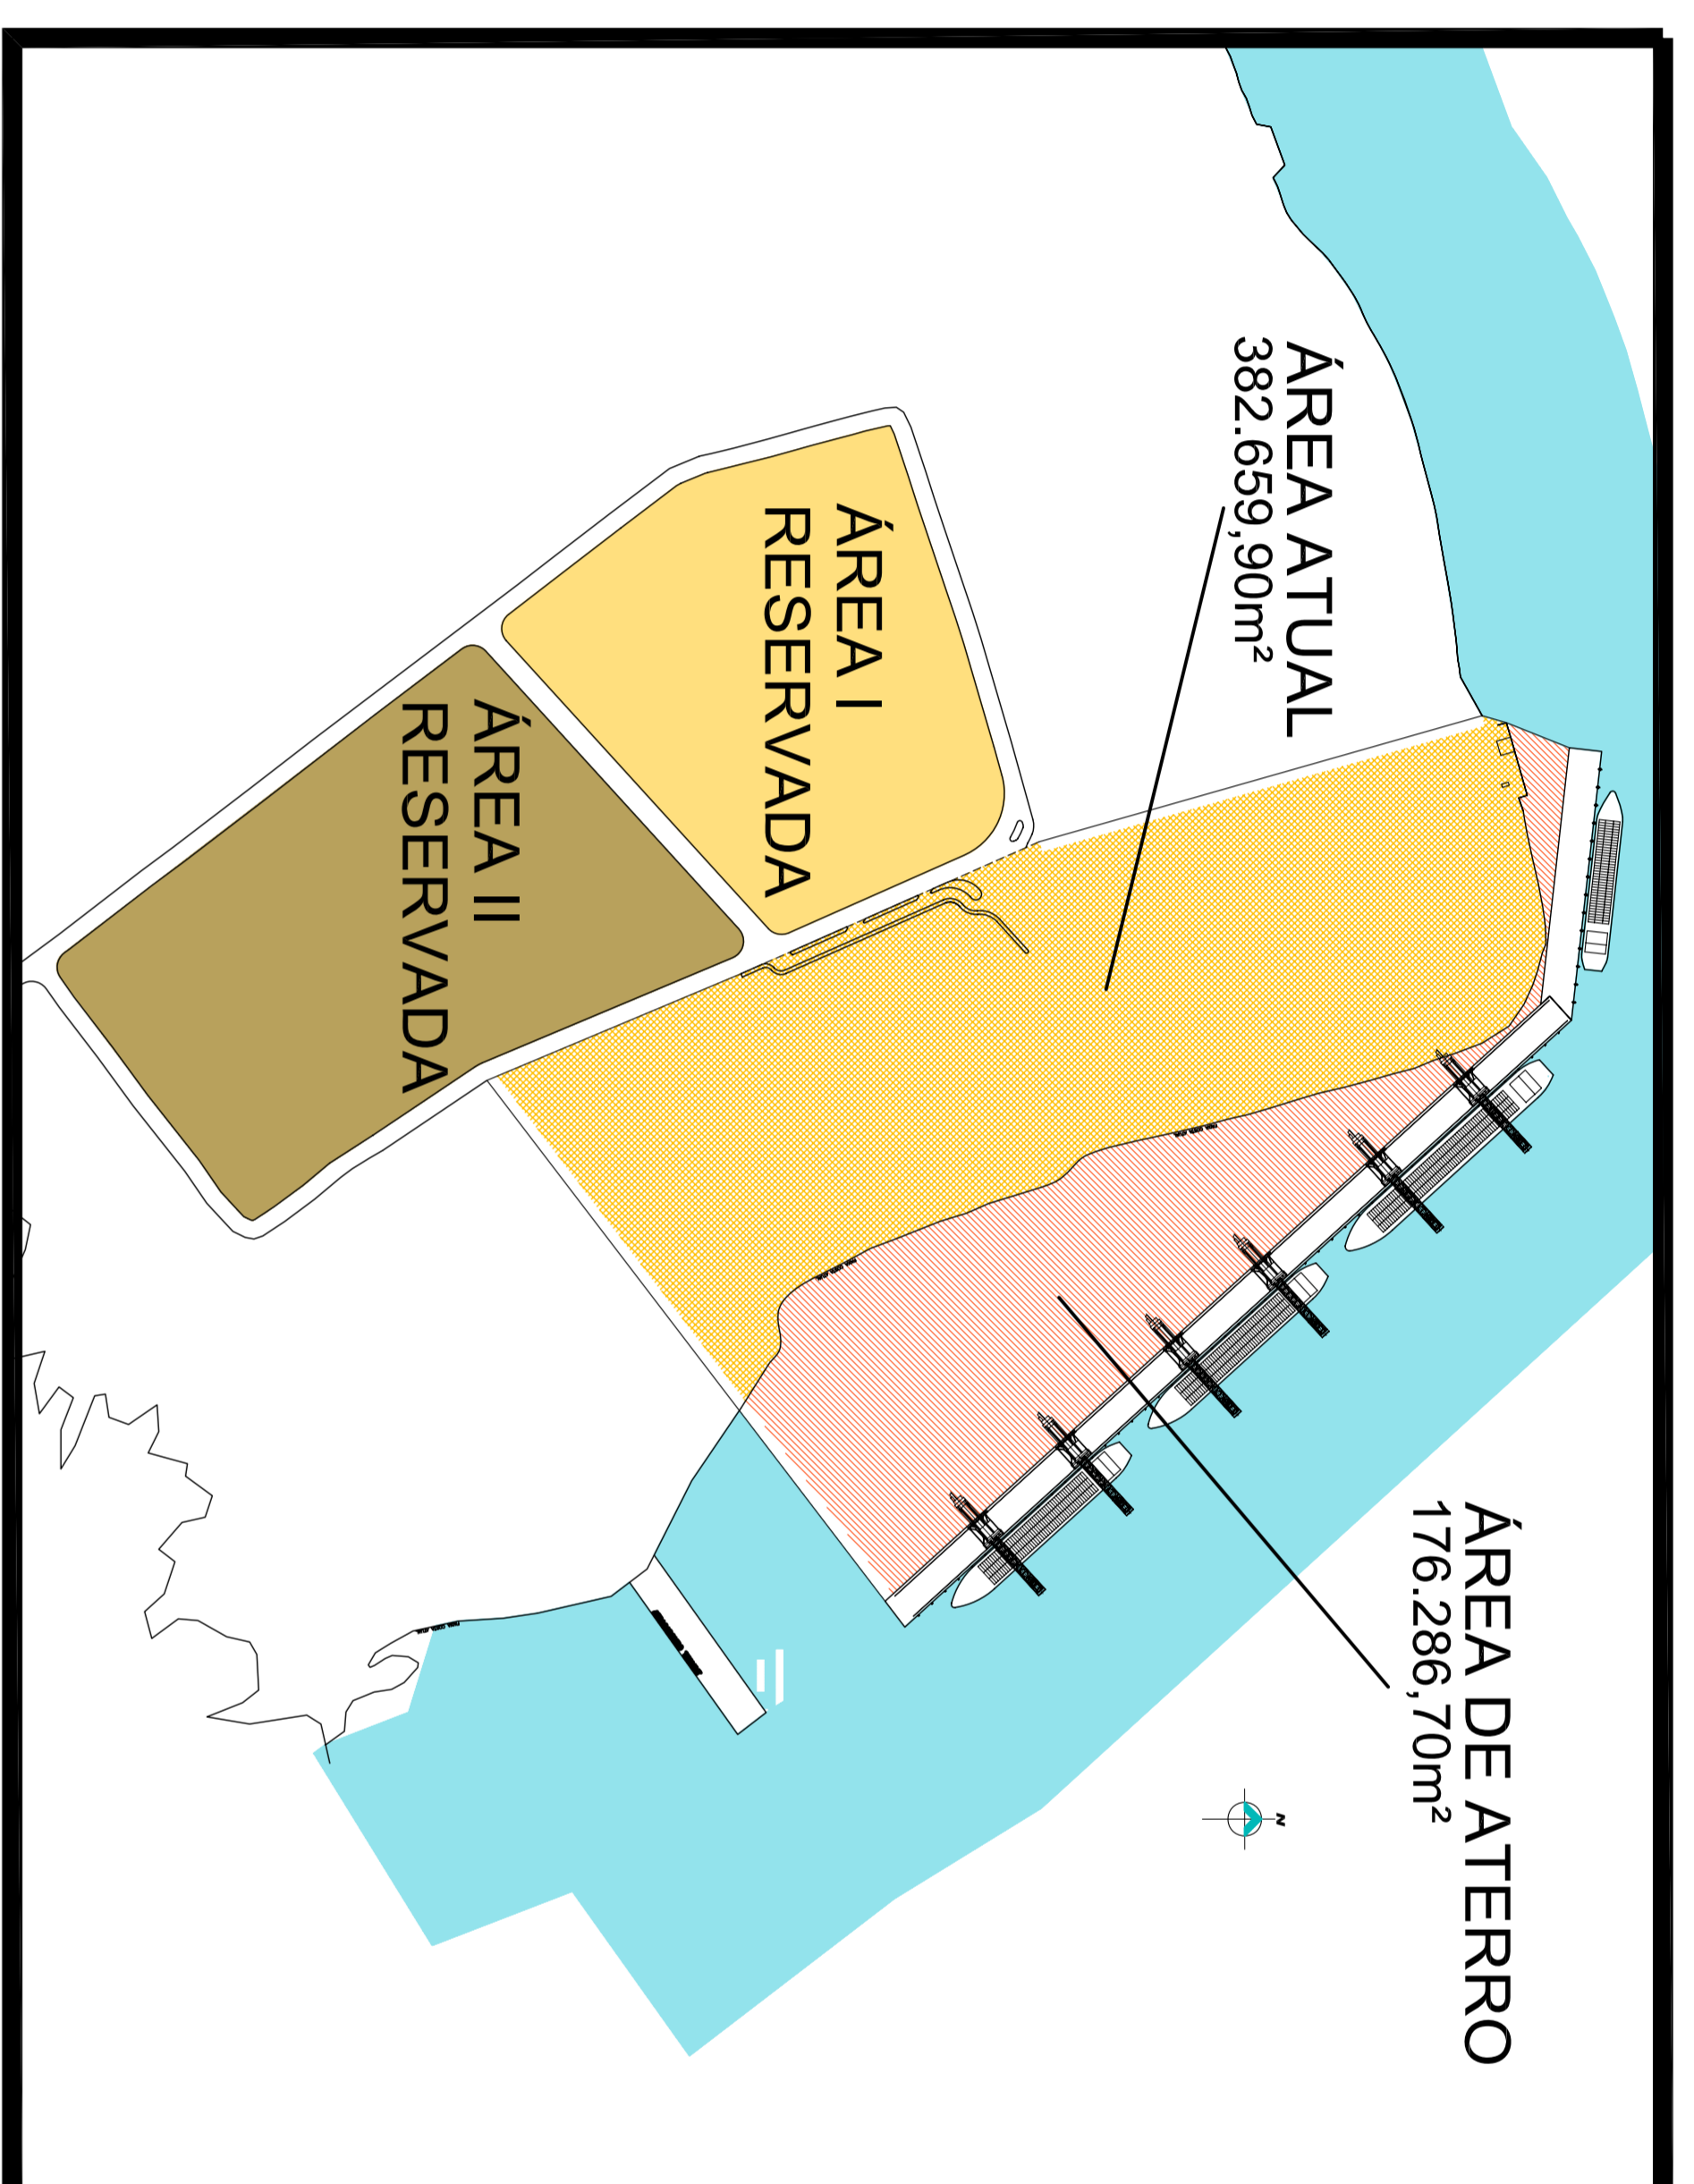 ÁREA ATUAL
382.659,90m²
ÁREA DE ATERRO
176.286,70m²
ÁREA I
RESERVADA
ÁREA II
RESERVADA
N